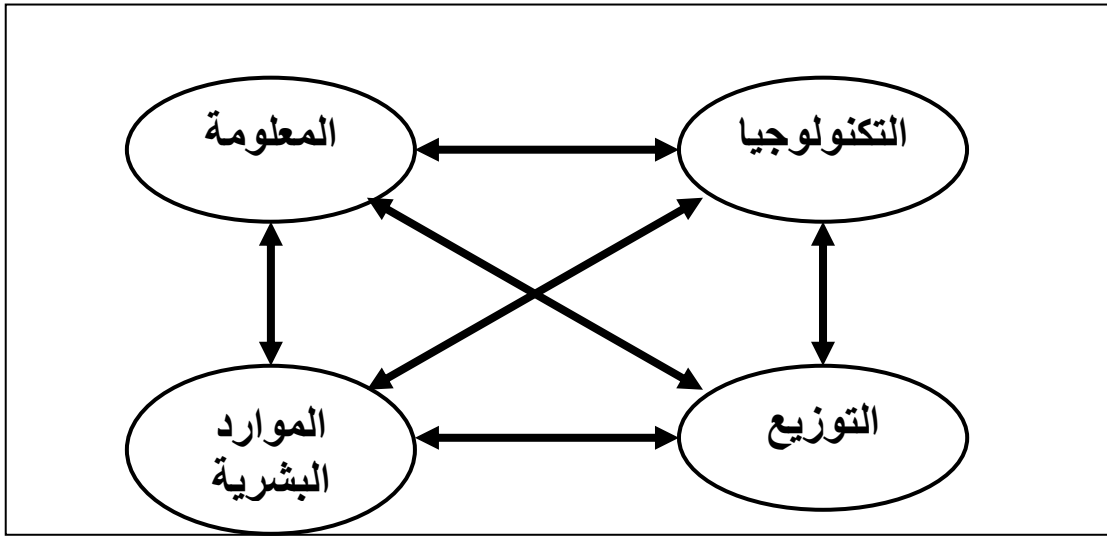 التكنولوجيا
المعلومة
التوزيع
الموارد
البشرية